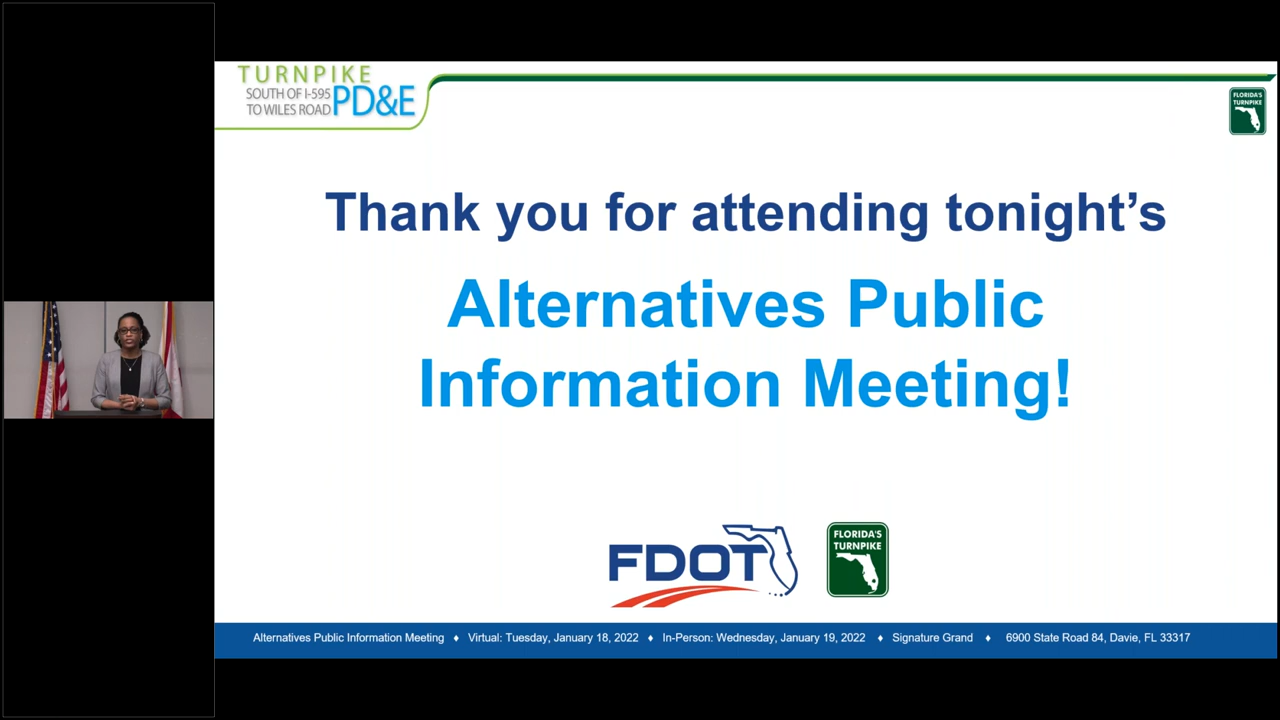 TURNPIKE
SOUTH OF I-595
TO WILES ROAD
PD&E
FLORIDA'S
TURNPIKE
Thank you for attending tonight’s
Alternatives Public
Information Meeting!
FDOT
FLORIDA'S
TURNPIKE
Alternatives Public Information Meeting ♦ Virtual: Tuesday, January 18, 2022 ♦ In-Person: Wednesday, January 19, 2022 ♦ Signature Grand ♦ 6900 State Road 84, Davie, FL 33317